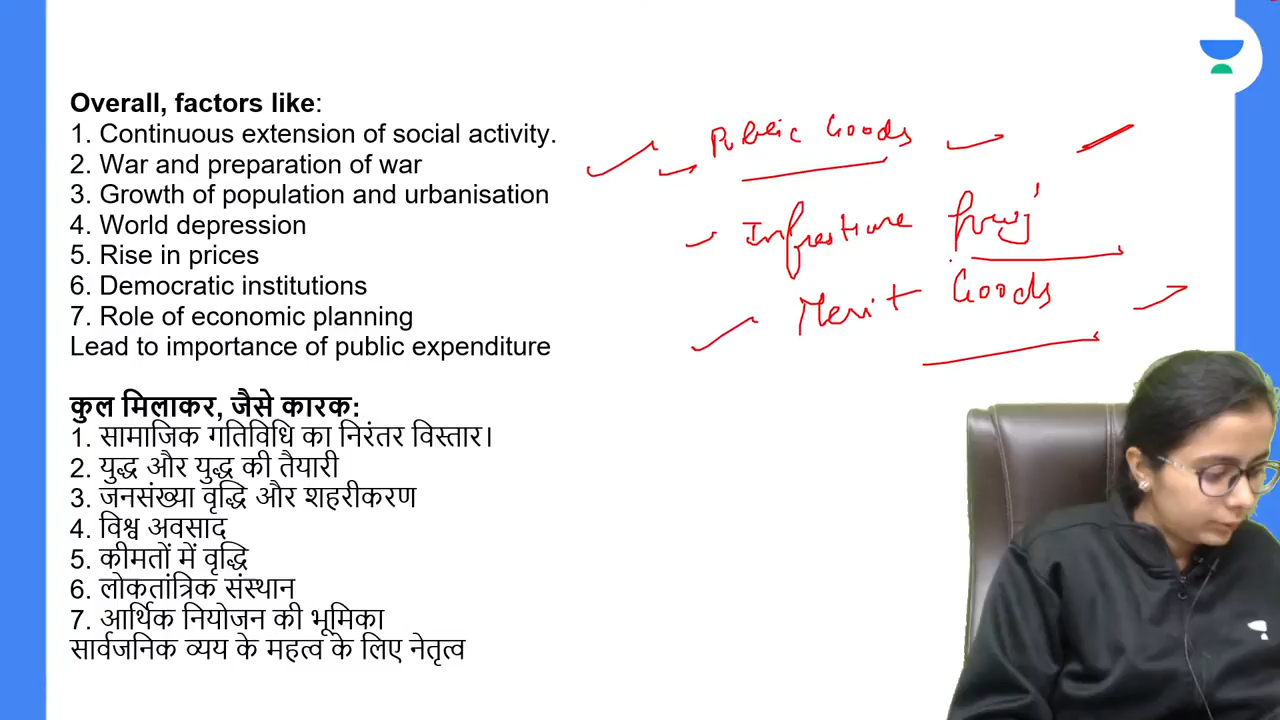 Overall, factors like:
1. Continuous extension of social activity.
2. War and preparation of war
3. Growth of population and urbanisation
4. World depression
5. Rise in prices
6. Democratic institutions
7. Role of economic planning
Lead to importance of public expenditure
कुल मिलाकर, जैसे कारक:
1. सामाजिक गतिविधि का निरंतर विस्तार।
2. युद्ध और युद्ध की तैयारी
3. जनसंख्या वृद्धि और शहरीकरण
4. विश्व अवसाद
5. कीमतों में वृद्धि
6. लोकतांत्रिक संस्थान
7. आर्थिक नियोजन की भूमिका
सार्वजनिक व्यय के महत्व के लिए नेतृत्व
Public Goods
Merit Goods